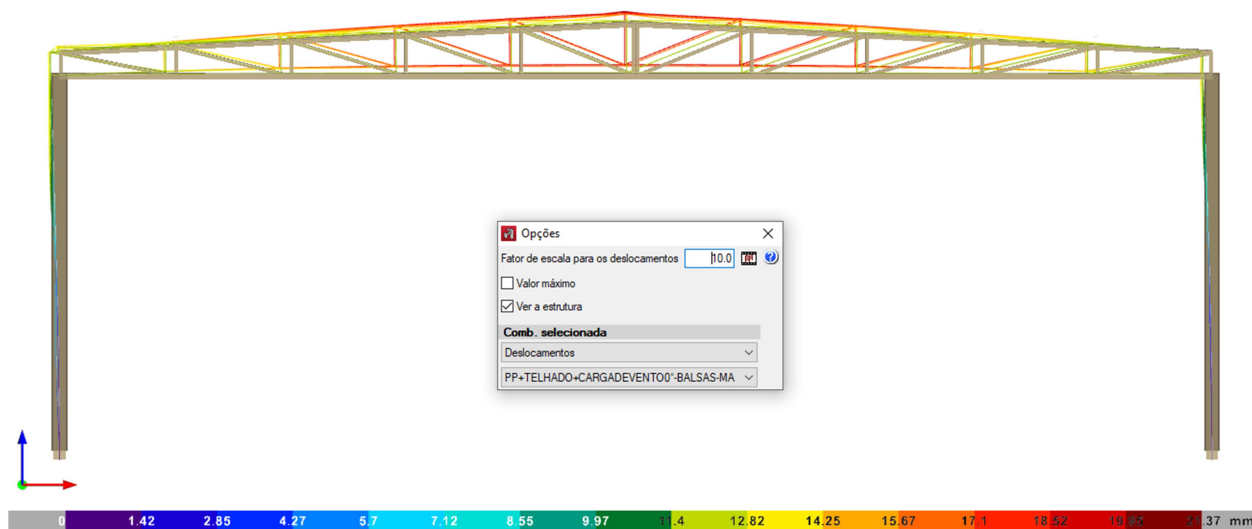 Opções
Fator de escala para os deslocamentos 10.0
Valor máximo
Ver a estrutura
Comb. selecionada
Deslocamentos
PP+TELHADO+CARGADEVENTO0°-BALSAS-MA
0 1.42 2.85 4.27 5.7 7.12 8.55 9.97 11.4 12.82 14.25 15.67 17.1 18.52 mm